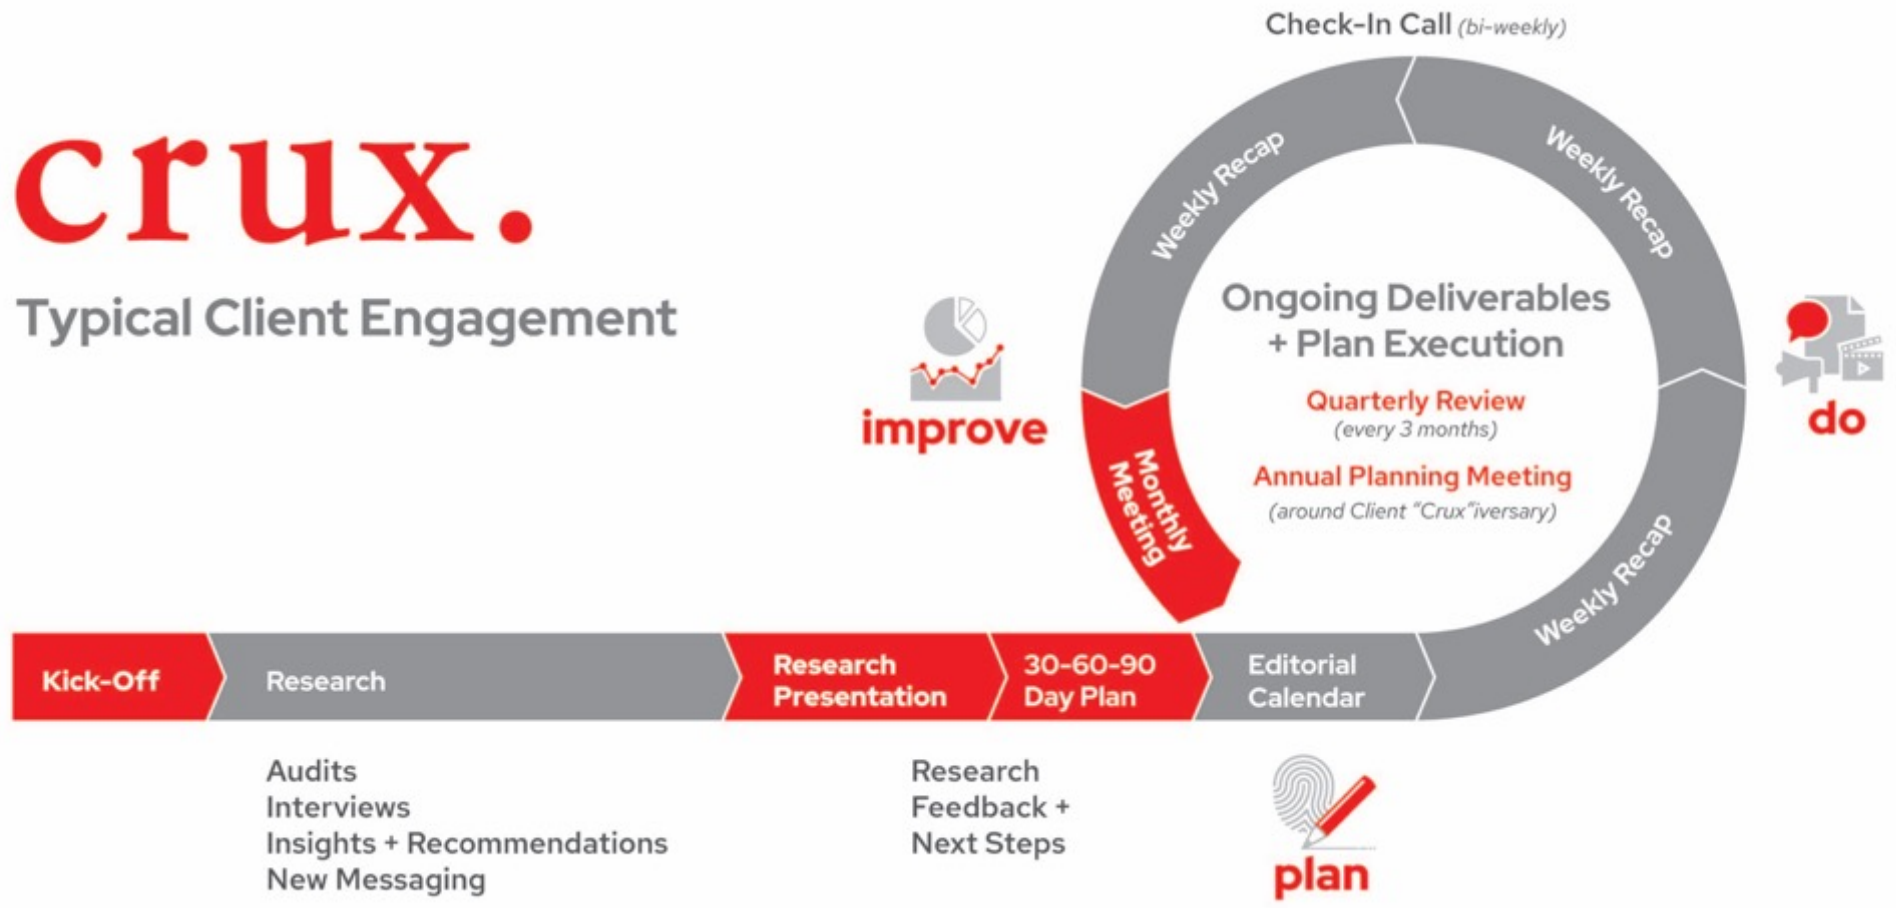 crux.
Typical Client Engagement
Check-In Call (bi-weekly)
Weekly Recap
Weekly Recap
Weekly Recap
Monthly
Meeting
Ongoing Deliverables
+ Plan Execution
Quarterly Review
(every 3 months)
Annual Planning Meeting
(around Client "Crux"iversary)
improve
do
Kick-Off
Research
Research
Presentation
30-60-90
Day Plan
Editorial
Calendar
Audits
Interviews
Insights + Recommendations
New Messaging
Research
Feedback +
Next Steps
plan